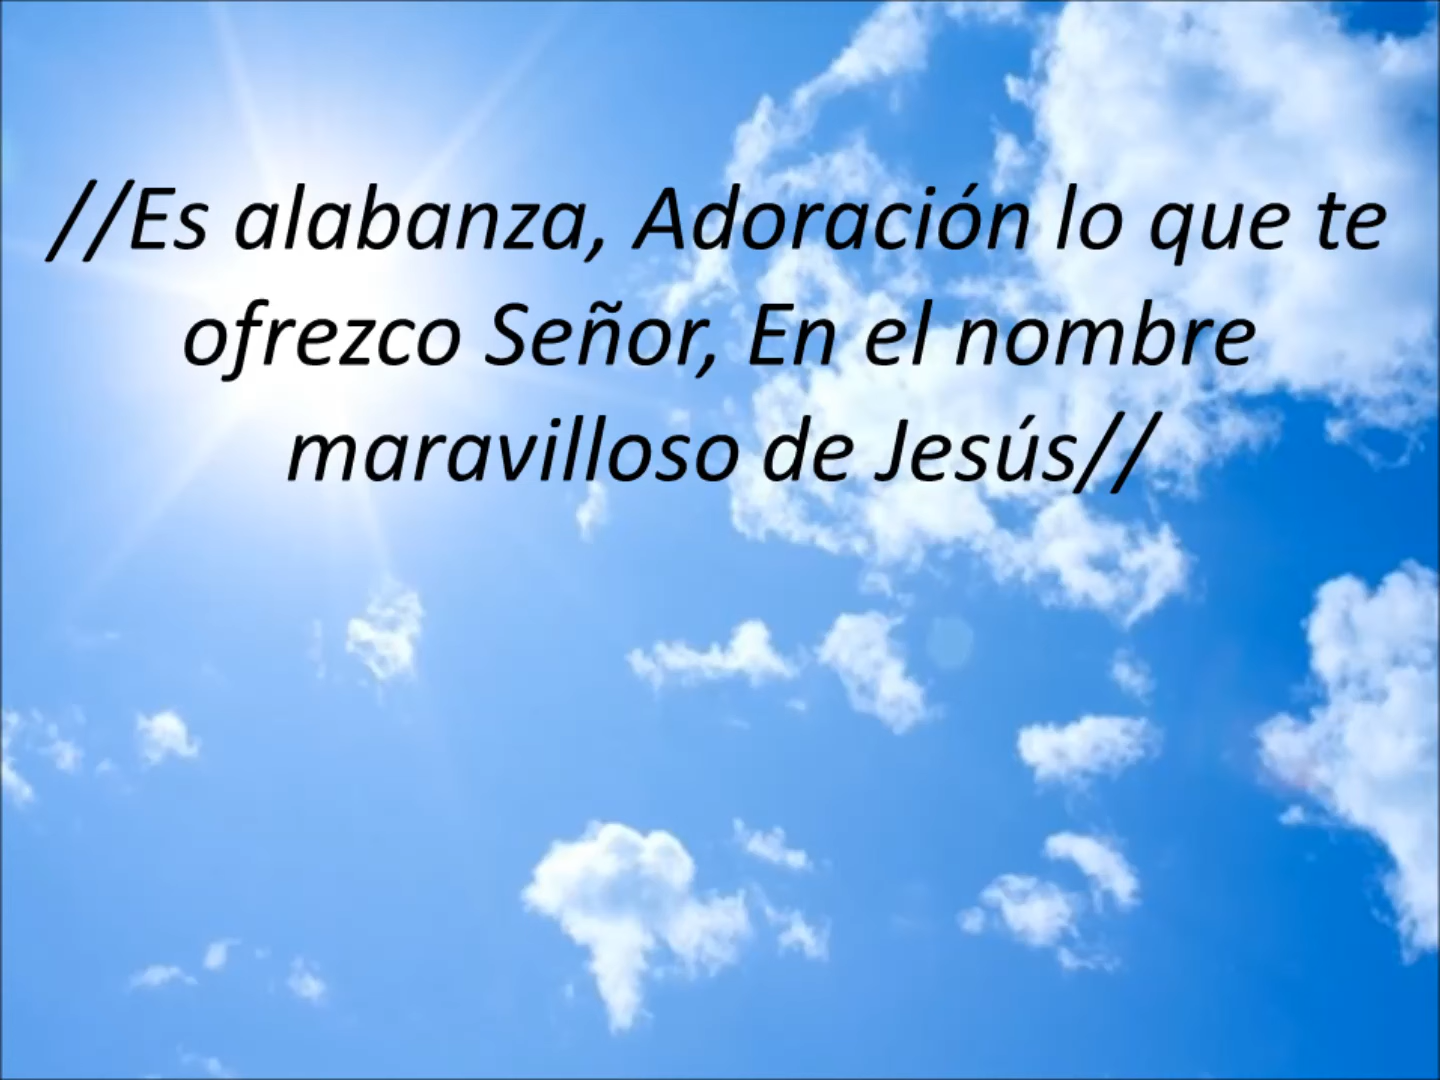 //Es alabanza, Adoración lo que te
ofrezco Señor, En el nombre
maravilloso de Jesús//